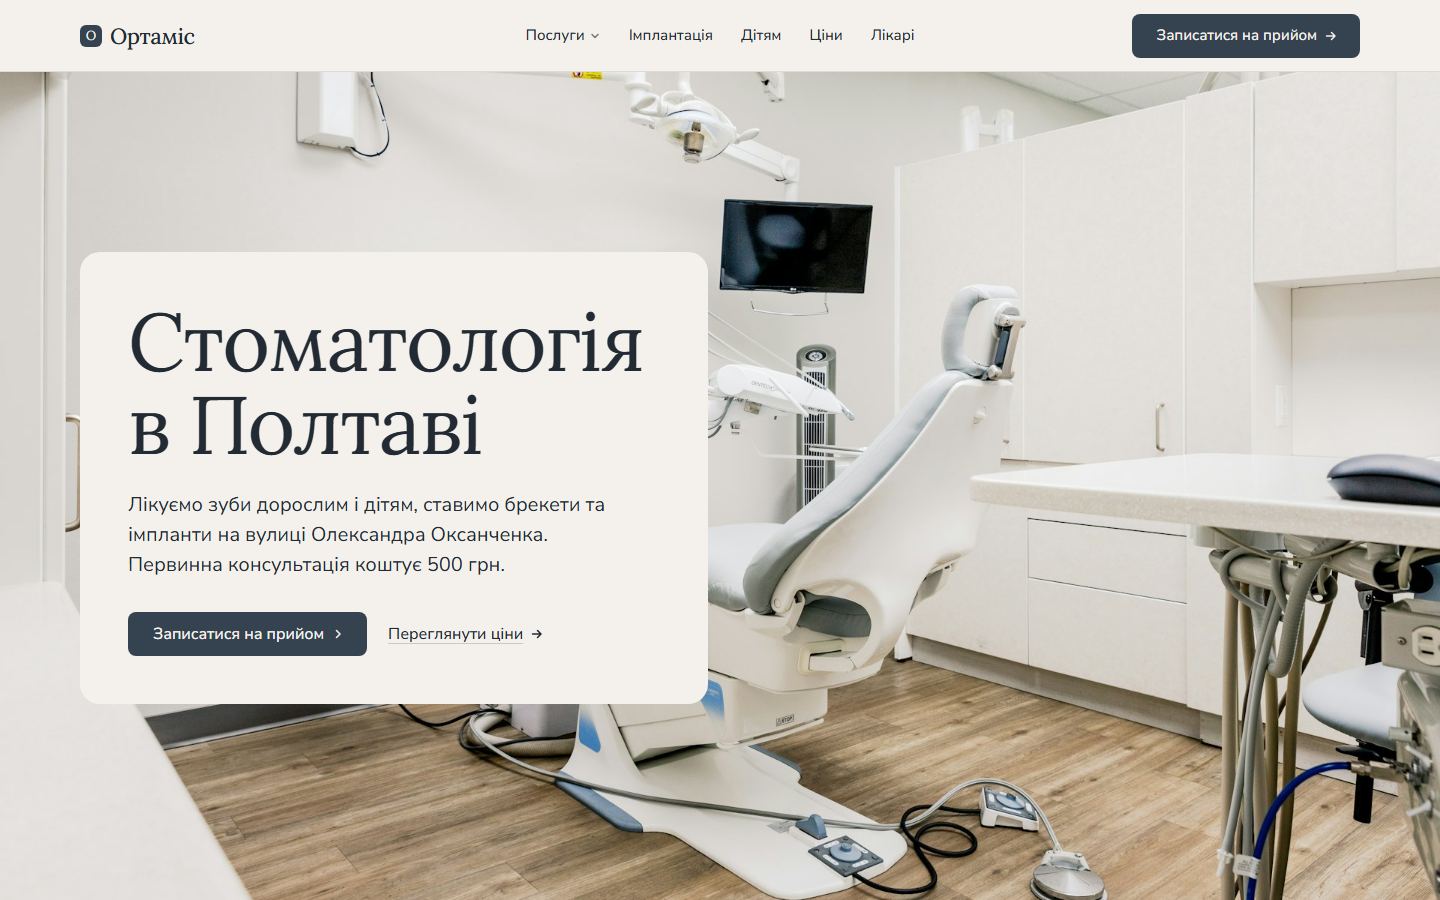 О Ортаміс
Послуги Імплантація Дітям Ціни Лікарі
Записатися на прийом →
Стоматологія
в Полтаві
Лікуємо зуби дорослим і дітям, ставимо брекети та
імпланти на вулиці Олександра Оксанченка.
Первинна консультація коштує 500 грн.
Записатися на прийом
Переглянути ціни →